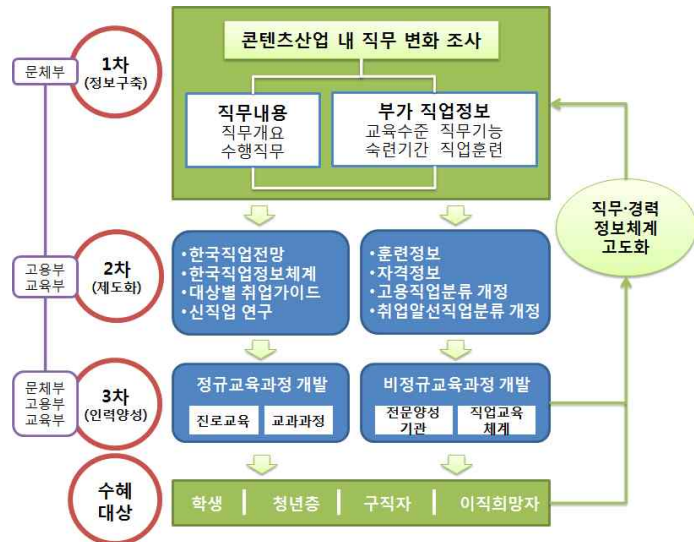 콘텐츠산업 내 직무 변화 조사
문체부
1차
(정보구축)
직무내용
직무개요
수행직무
부가 직업정보
교육수준 직무기능
숙련기간 직업훈련
직무·경력
정보체계
고도화
고용부
교육부
2차
(제도화)
•한국직업전망
•한국직업정보체계
•대상별 취업가이드
•신직업 연구
•훈련정보
•자격정보
•고용직업분류 개정
•취업알선직업분류 개정
문체부
고용부
교육부
3차
(인력양성)
정규교육과정 개발
진로교육
교과과정
비정규교육과정 개발
전문양성
기관
직업교육
체계
수혜
대상
학생 | 청년층 | 구직자 | 이직희망자